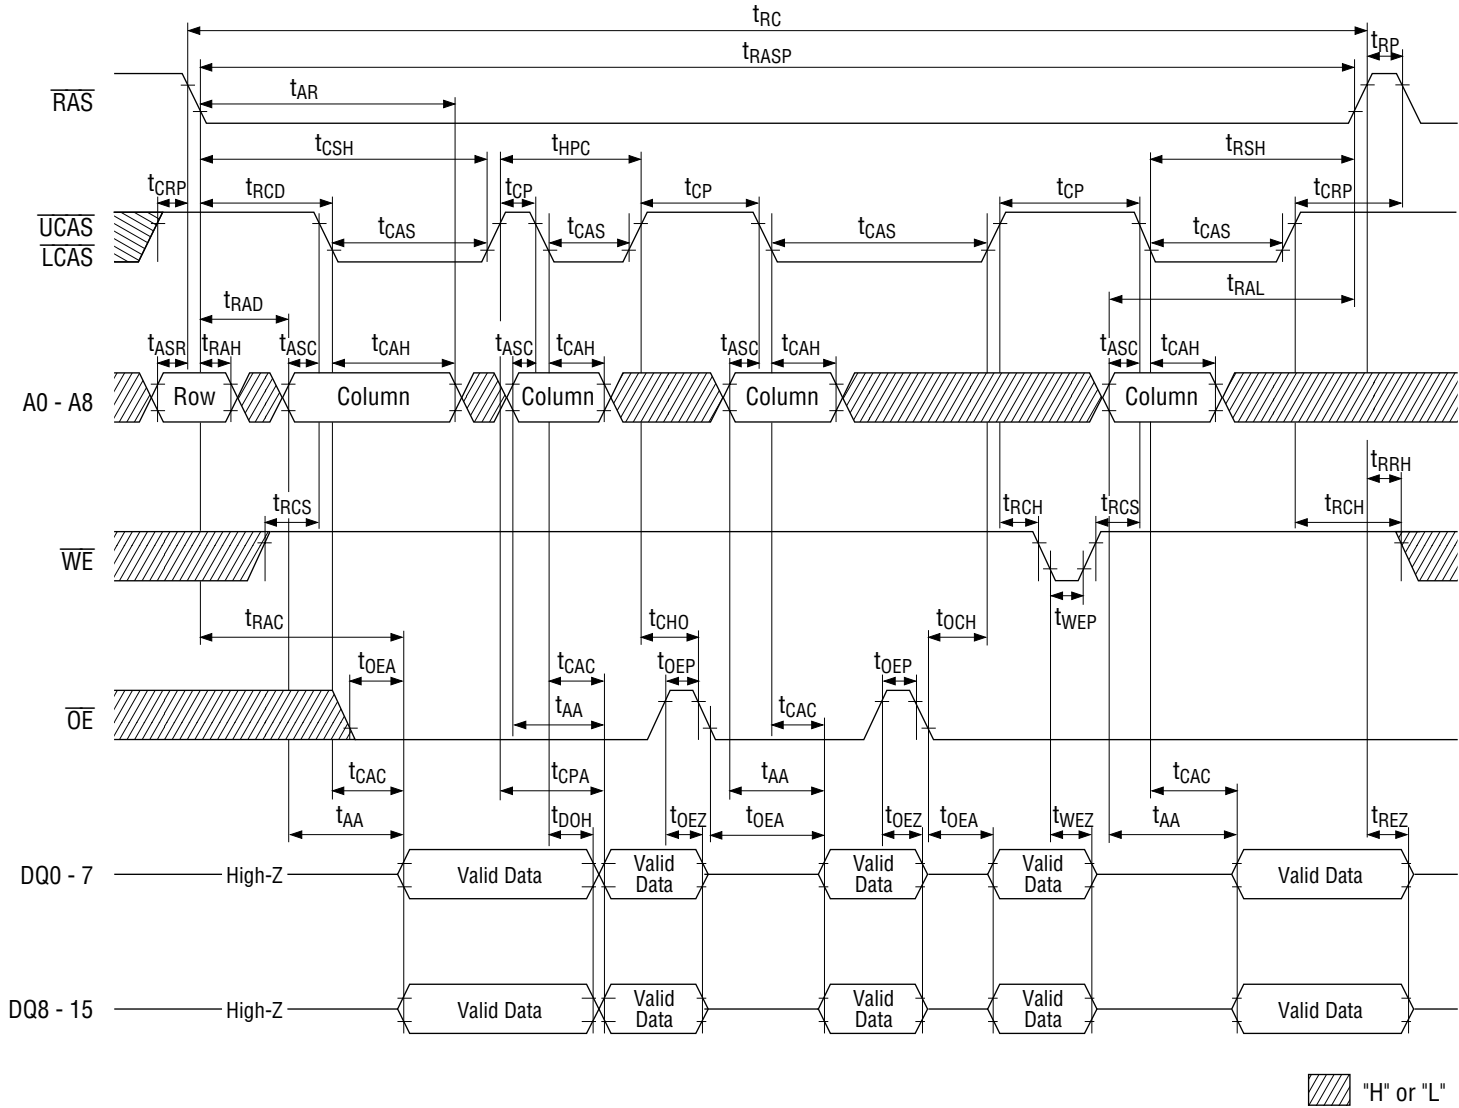 tRC
tRASP tRP
RAS
tAR
tCSH tHPC tRSH
tCRP tRCD tCP tCP tCP tCRP
UCAS
LCAS
tCAS tCAS tCAS tCAS
tRAD tRAL
tASR tRAH tASC tCAH tASC tCAH tASC tCAH tASC tCAH
A0 - A8 Row Column Column Column Column
tRRH
tRCS tRCH tRCS tRCH
WE
tWEP
tRAC tCHO tOCH
tOEA tCAC tOEP tOEP
OE
tAA tCAC
tCAC tCPA tAA tCAC
tAA tDOH tOEZ tOEA tOEZ tOEA tWEZ tAA tREZ
DQ0 - 7 High-Z Valid Data Valid Data Valid Data Valid Data Valid Data
DQ8 - 15 High-Z Valid Data Valid Data Valid Data Valid Data Valid Data
"H" or "L"